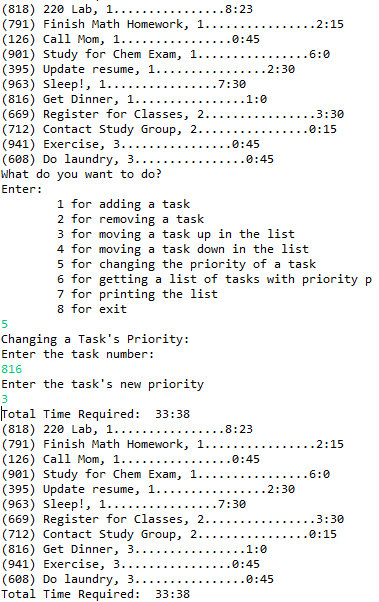 (818) 220 Lab, 1................8:23
(791) Finish Math Homework, 1................2:15
(126) Call Mom, 1................0:45
(901) Study for Chem Exam, 1................6:0
(395) Update resume, 1................2:30
(963) Sleep!, 1................7:30
(816) Get Dinner, 1................1:0
(669) Register for Classes, 2................3:30
(712) Contact Study Group, 2................0:15
(941) Exercise, 3................0:45
(608) Do laundry, 3................0:45
What do you want to do?
Enter:
1 for adding a task
2 for removing a task
3 for moving a task up in the list
4 for moving a task down in the list
5 for changing the priority of a task
6 for getting a list of tasks with priority p
7 for printing the list
8 for exit
5
Changing a Task's Priority:
Enter the task number:
816
Enter the task's new priority
3
Total Time Required:  33:38
(818) 220 Lab, 1................8:23
(791) Finish Math Homework, 1................2:15
(126) Call Mom, 1................0:45
(901) Study for Chem Exam, 1................6:0
(395) Update resume, 1................2:30
(963) Sleep!, 1................7:30
(669) Register for Classes, 2................3:30
(712) Contact Study Group, 2................0:15
(816) Get Dinner, 3................1:0
(941) Exercise, 3................0:45
(608) Do laundry, 3................0:45
Total Time Required:  33:38